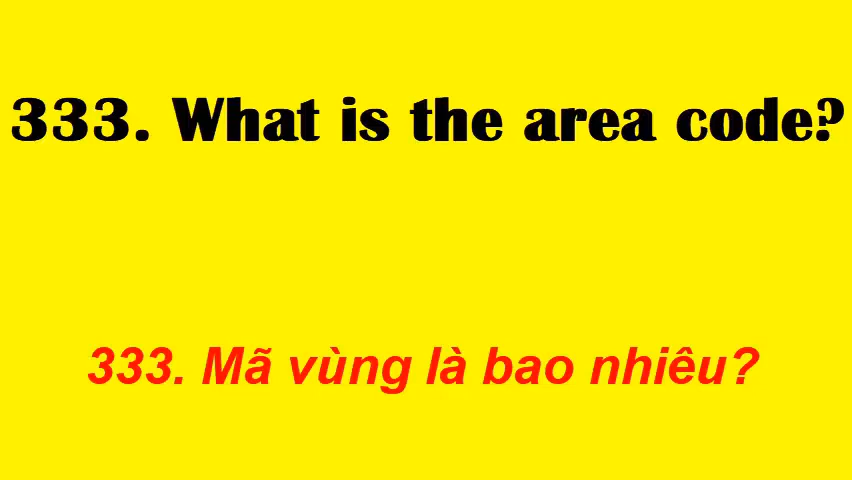 333. What is the area code?
333. Mã vùng là bao nhiêu?